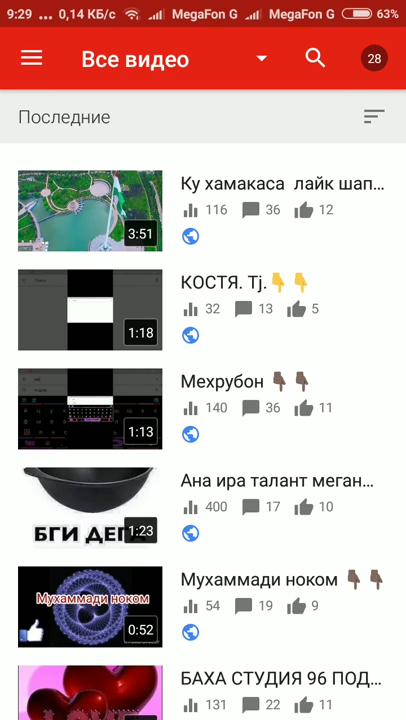 9:29 ... 0,14 КБ/с MegaFon G MegaFon G 63%
Все видео 28
Последние
3:51
Ку хамакаса лайк шап...
116 36 12
1:18
КОСТЯ. Tj.👇👇
32 13 5
1:13
Мехрубон 👇🏿👇🏿
140 36 11
БГИ ДЕГ
1:23
Ана ира талант меган...
400 17 10
Мухаммади ноком
0:52
Мухаммади ноком 👇🏿👇🏿
54 19 9
БАХА СТУДИЯ 96 ПОД...
131 22 11